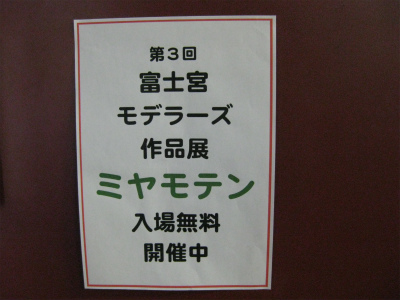 第3回
富士宮
モデラーズ
作品展
ミヤモテン
入場無料
開催中